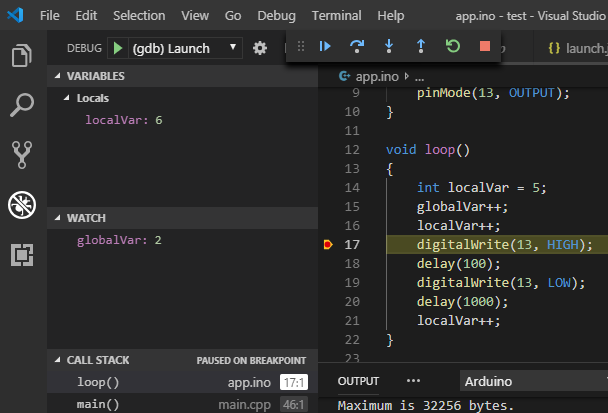 File Edit Selection View Go Debug Terminal Help app.ino - test - Visual Studio
DEBUG (gdb) Launch
{} launch.
VARIABLES
Locals
localVar: 6
WATCH
globalVar: 2
CALL STACK PAUSED ON BREAKPOINT
loop() app.ino 17:1
main() main.cpp 46:1
app.ino › ...
9 pinMode(13, OUTPUT);
10 }
11
12 void loop()
13 {
14 int localVar = 5;
15 globalVar++;
16 localVar++;
17 digitalWrite(13, HIGH);
18 delay(100);
19 digitalWrite(13, LOW);
20 delay(1000);
21 localVar++;
22 }
23
OUTPUT ... Arduino
Maximum is 32256 bytes.